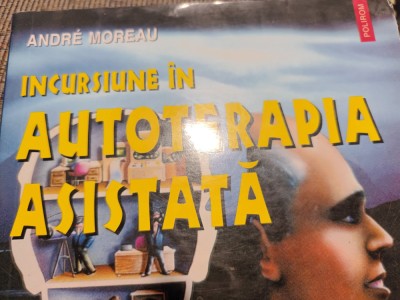 ANDRÉ MOREAU
POLIROM
INCURSIUNE ÎN
AUTOTERAPIA
ASISTATĂ